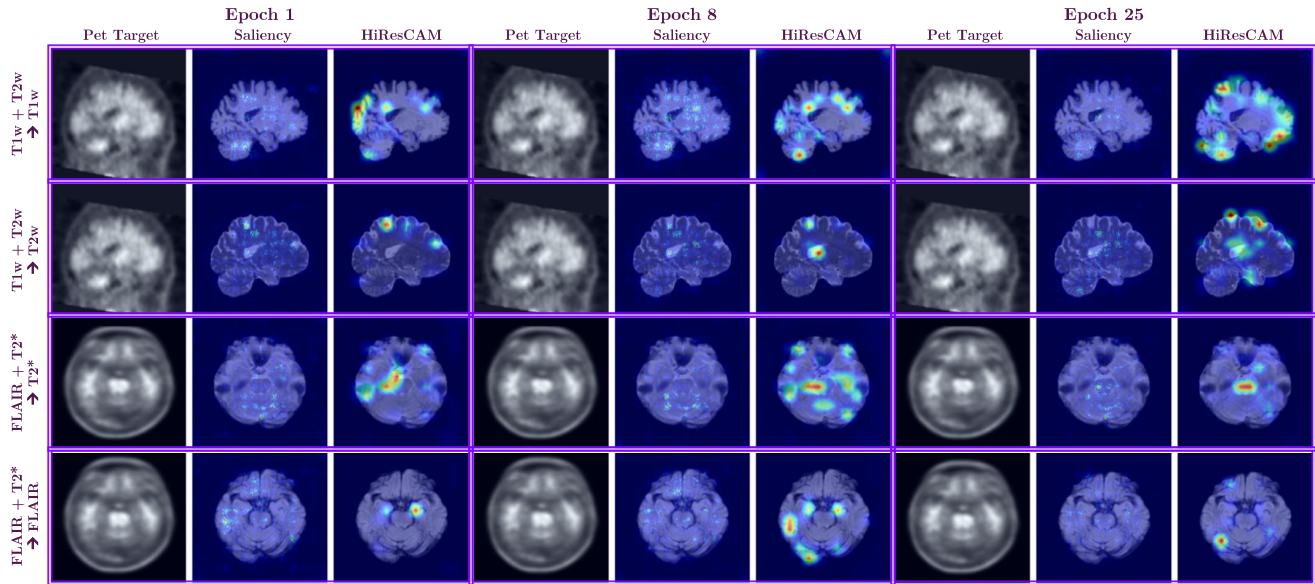 Epoch 1 Epoch 8 Epoch 25
Pet Target Saliency HiResCAM Pet Target Saliency HiResCAM Pet Target Saliency HiResCAM
T1w + T2w
➔ T1w
T1w + T2w
➔ T2w
FLAIR + T2*
➔ T2*
FLAIR + T2*
➔ FLAIR